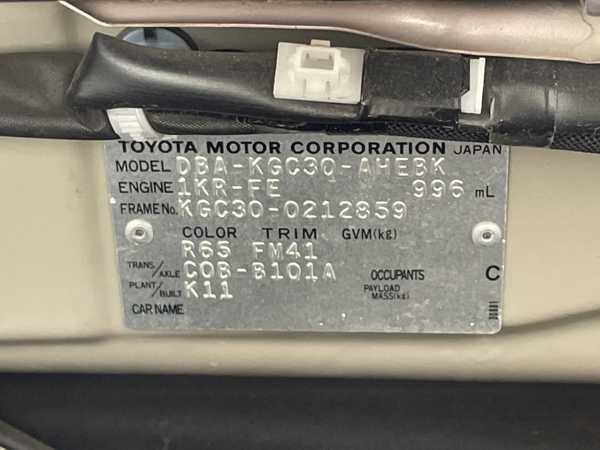 TOYOTA MOTOR CORPORATION JAPAN
MODEL DBA-KGC30-AHEBK
ENGINE 1KR-FE 996 mL
FRAME No. KGC30-0212859
COLOR TRIM GVM(kg)
R65 FM41
TRANS/AXLE C0B-B101A OCCUPANTS C
PLANT/BUILT K11 PAYLOAD MASS(kg)
CAR NAME